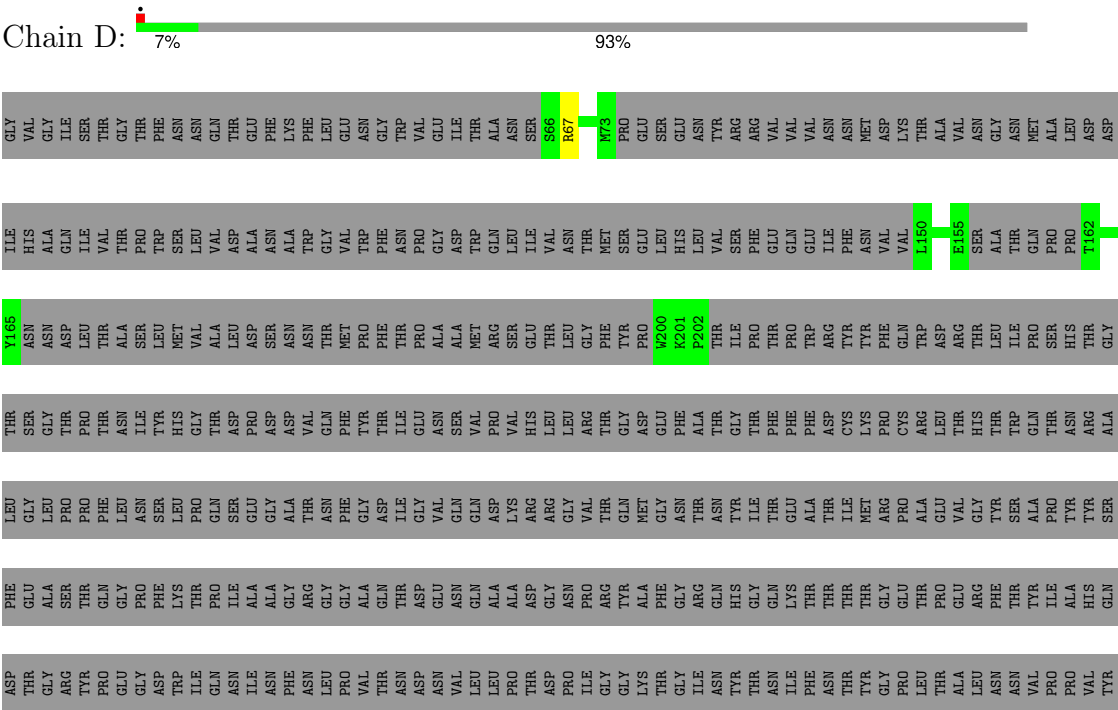 Chain D: 7% 93%
GLY VAL GLY ILE SER THR GLY THR PHE ASN ASN GLN THR GLU PHE LYS PHE LEU GLU ASN GLY TRP VAL GLU ILE THR ALA ASN SER S66 R67 M73 PRO GLU SER GLU ASN TYR ARG ARG VAL VAL VAL ASN ASN MET ASP LYS THR ALA VAL ASN GLY ASN MET ALA LEU ASP ASP
ILE HIS ALA GLN ILE VAL THR PRO TRP SER LEU VAL ASP ALA ASN ALA TRP GLY VAL TRP PHE ASN PRO GLY ASP TRP GLN LEU ILE VAL ASN THR MET SER GLU LEU HIS LEU VAL SER PHE GLU GLN GLU ILE PHE ASN VAL VAL L150 E155 SER ALA THR GLN PRO PRO T162
Y165 ASN ASN ASP LEU THR ALA SER LEU MET VAL ALA LEU ASP SER ASN ASN THR MET PRO PHE THR PRO ALA ALA MET ARG SER GLU THR LEU GLY PHE TYR PRO W200 K201 P202 THR ILE PRO THR PRO TRP ARG TYR TYR PHE GLN TRP ASP ARG THR LEU ILE PRO SER HIS THR GLY
THR SER GLY THR PRO THR ASN ILE TYR HIS GLY THR ASP PRO ASP ASP VAL GLN PHE TYR THR ILE GLU ASN SER VAL PRO VAL HIS LEU LEU ARG THR GLY ASP GLU PHE ALA THR GLY THR PHE PHE PHE ASP CYS LYS PRO CYS ARG LEU THR HIS THR TRP GLN THR ASN ARG ALA
LEU GLY LEU PRO PRO PHE LEU ASN SER LEU PRO GLN SER GLU GLY ALA THR ASN PHE GLY ASP ILE GLY VAL GLN GLN ASP LYS ARG ARG GLY VAL THR GLN MET GLY ASN THR ASN TYR ILE THR GLU ALA THR ILE MET ARG PRO ALA GLU VAL GLY TYR SER ALA PRO TYR TYR SER
PHE GLU ALA SER THR GLN GLY PRO PHE LYS THR PRO ILE ALA ALA GLY ARG GLY GLY ALA GLN THR ASP GLU ASN GLN ALA ALA ASP GLY ASN PRO ARG TYR ALA PHE GLY ARG GLN HIS GLY GLN LYS THR THR THR THR GLY GLU THR PRO GLU ARG PHE THR TYR ILE ALA HIS GLN
ASP THR GLY ARG TYR PRO GLU GLY ASP TRP ILE GLN ASN ILE ASN PHE ASN LEU PRO VAL THR ASN ASP ASN VAL LEU LEU PRO THR ASP PRO ILE GLY GLY LYS THR GLY ILE ASN TYR THR ASN ILE PHE ASN THR TYR GLY PRO LEU THR ALA LEU ASN ASN VAL PRO PRO VAL TYR